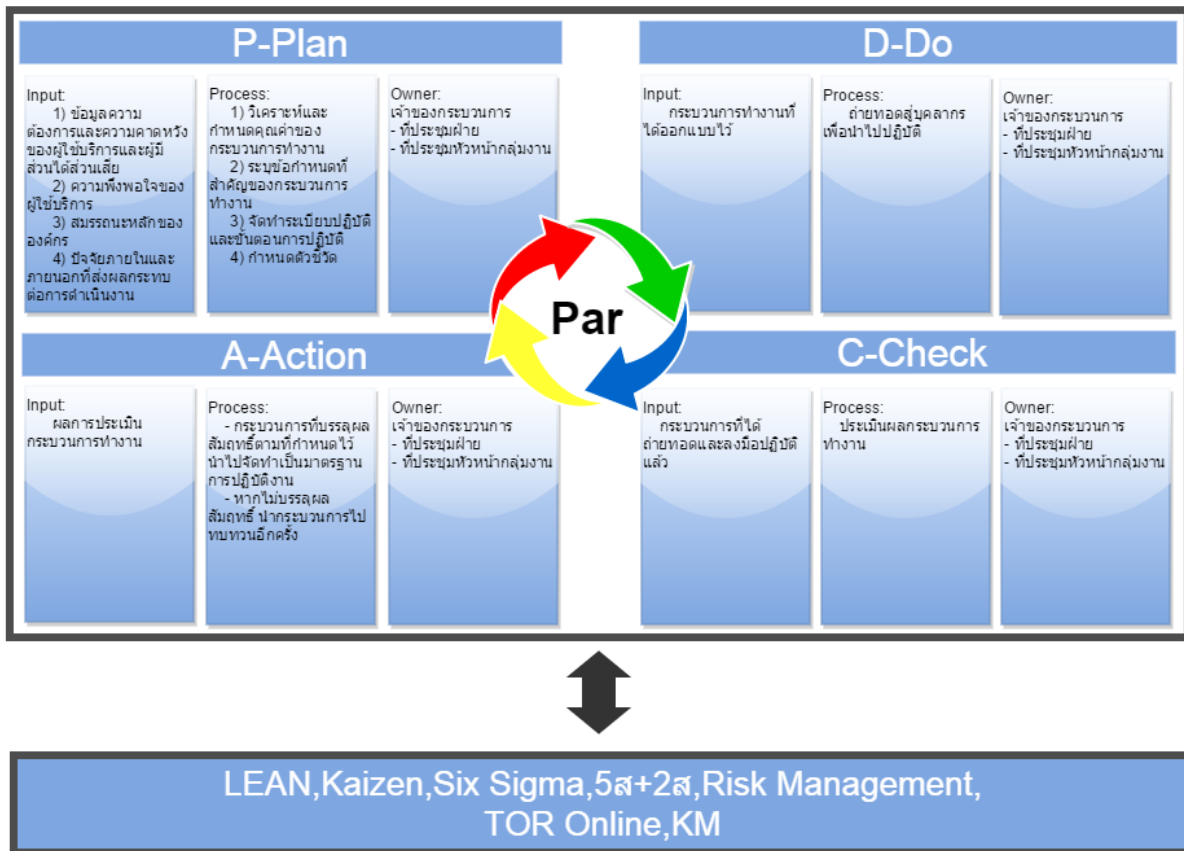 P-Plan
Input:
1) ข้อมูลความ
ต้องการและความคาดหวัง
ของผู้ใช้บริการและผู้มี
ส่วนได้ส่วนเสีย
2) ความพึงพอใจของ
ผู้ใช้บริการ
3) สมรรถนะหลักของ
องค์กร
4) ปัจจัยภายในและ
ภายนอกที่ส่งผลกระทบ
ต่อการดำเนินงาน
Process:
1) วิเคราะห์และ
กำหนดคุณค่าของ
กระบวนการทำงาน
2) ระบุข้อกำหนดที่
สำคัญของกระบวนการ
ทำงาน
3) จัดทำระเบียบปฏิบัติ
และขั้นตอนการปฏิบัติ
4) กำหนดตัวชี้วัด
Owner:
เจ้าของกระบวนการ
- ที่ประชุมฝ่าย
- ที่ประชุมหัวหน้ากลุ่มงาน
D-Do
Input:
กระบวนการทำงานที่
ได้ออกแบบไว้
Process:
ถ่ายทอดสู่บุคลากร
เพื่อนำไปปฏิบัติ
Owner:
เจ้าของกระบวนการ
- ที่ประชุมฝ่าย
- ที่ประชุมหัวหน้ากลุ่มงาน
Par
A-Action
Input:
ผลการประเมิน
กระบวนการทำงาน
Process:
- กระบวนการที่บรรลุผล
สัมฤทธิ์ตามที่กำหนดไว้
นำไปจัดทำเป็นมาตรฐาน
การปฏิบัติงาน
- หากไม่บรรลุผล
สัมฤทธิ์ นำกระบวนการไป
ทบทวนอีกครั้ง
Owner:
เจ้าของกระบวนการ
- ที่ประชุมฝ่าย
- ที่ประชุมหัวหน้ากลุ่มงาน
C-Check
Input:
กระบวนการที่ได้
ถ่ายทอดและลงมือปฏิบัติ
แล้ว
Process:
ประเมินผลกระบวนการ
ทำงาน
Owner:
เจ้าของกระบวนการ
- ที่ประชุมฝ่าย
- ที่ประชุมหัวหน้ากลุ่มงาน
LEAN,Kaizen,Six Sigma,5ส+2ส,Risk Management,
TOR Online,KM